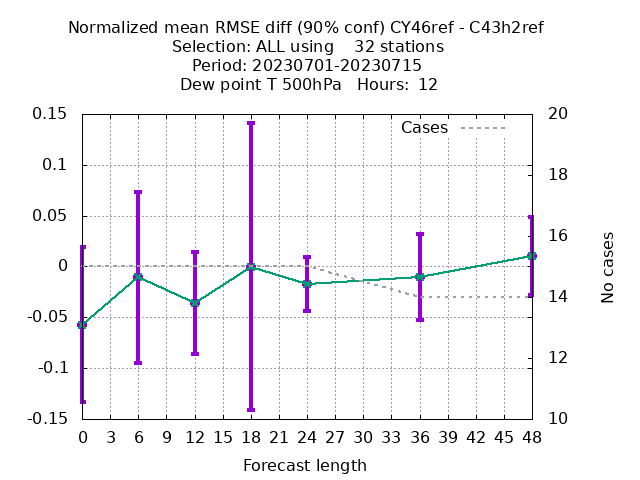 Normalized mean RMSE diff (90% conf) CY46ref - C43h2ref
Selection: ALL using    32 stations
Period: 20230701-20230715
Dew point T 500hPa   Hours:  12
0.15
0.1
0.05
0
-0.05
-0.1
-0.15
20
18
16
14
12
10
Cases
No cases
0 3 6 9 12 15 18 21 24 27 30 33 36 39 42 45 48
Forecast length